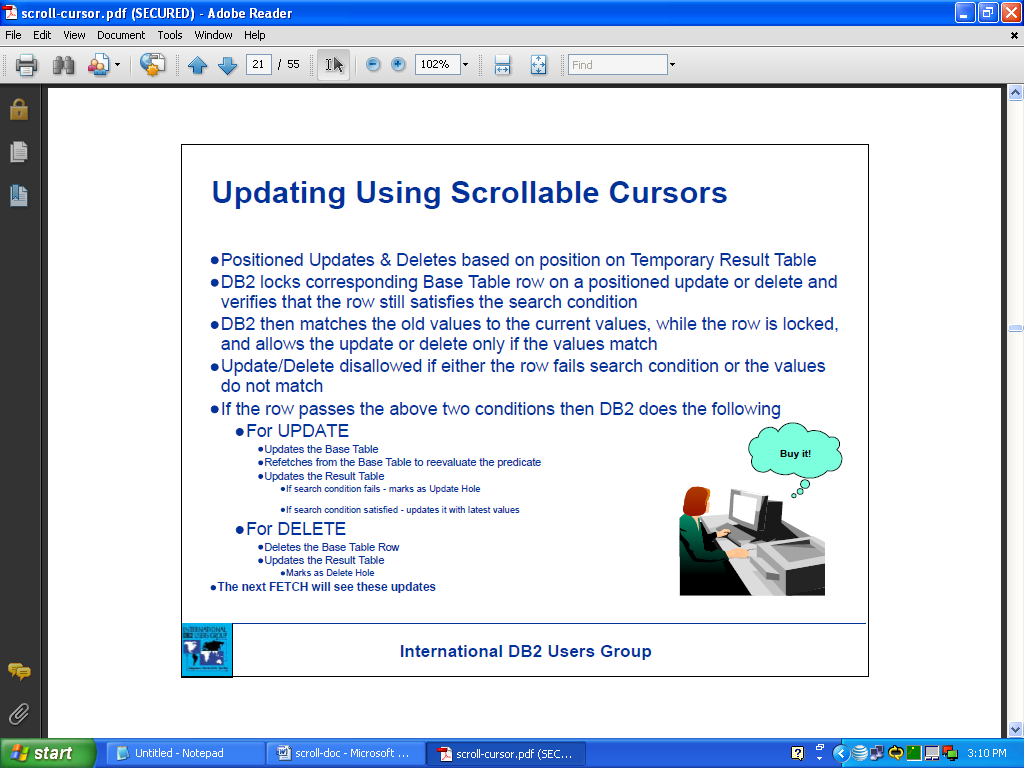 scroll-cursor.pdf (SECURED) - Adobe Reader
File Edit View Document Tools Window Help
21 / 55 102% Find
Updating Using Scrollable Cursors
●Positioned Updates & Deletes based on position on Temporary Result Table
●DB2 locks corresponding Base Table row on a positioned update or delete and
verifies that the row still satisfies the search condition
●DB2 then matches the old values to the current values, while the row is locked,
and allows the update or delete only if the values match
●Update/Delete disallowed if either the row fails search condition or the values
do not match
●If the row passes the above two conditions then DB2 does the following
●For UPDATE
●Updates the Base Table
●Refetches from the Base Table to reevaluate the predicate
●Updates the Result Table
●If search condition fails - marks as Update Hole
●If search condition satisfied - updates it with latest values
Buy it!
●For DELETE
●Deletes the Base Table Row
●Updates the Result Table
●Marks as Delete Hole
●The next FETCH will see these updates
INTERNATIONAL
DB2 USERS GROUP
International DB2 Users Group
start Untitled - Notepad scroll-doc - Microsoft ... scroll-cursor.pdf (SEC... 3:10 PM